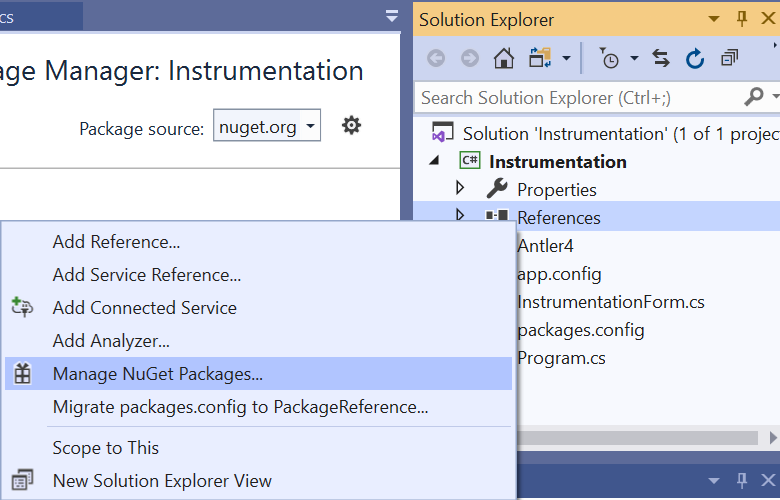 cs
Solution Explorer
age Manager: Instrumentation
Package source:
nuget.org
Search Solution Explorer (Ctrl+;)
Solution 'Instrumentation' (1 of 1 projec
C#
Instrumentation
Properties
References
Antler4
app.config
InstrumentationForm.cs
packages.config
Program.cs
Add Reference...
Add Service Reference...
Add Connected Service
Add Analyzer...
Manage NuGet Packages...
Migrate packages.config to PackageReference...
Scope to This
New Solution Explorer View